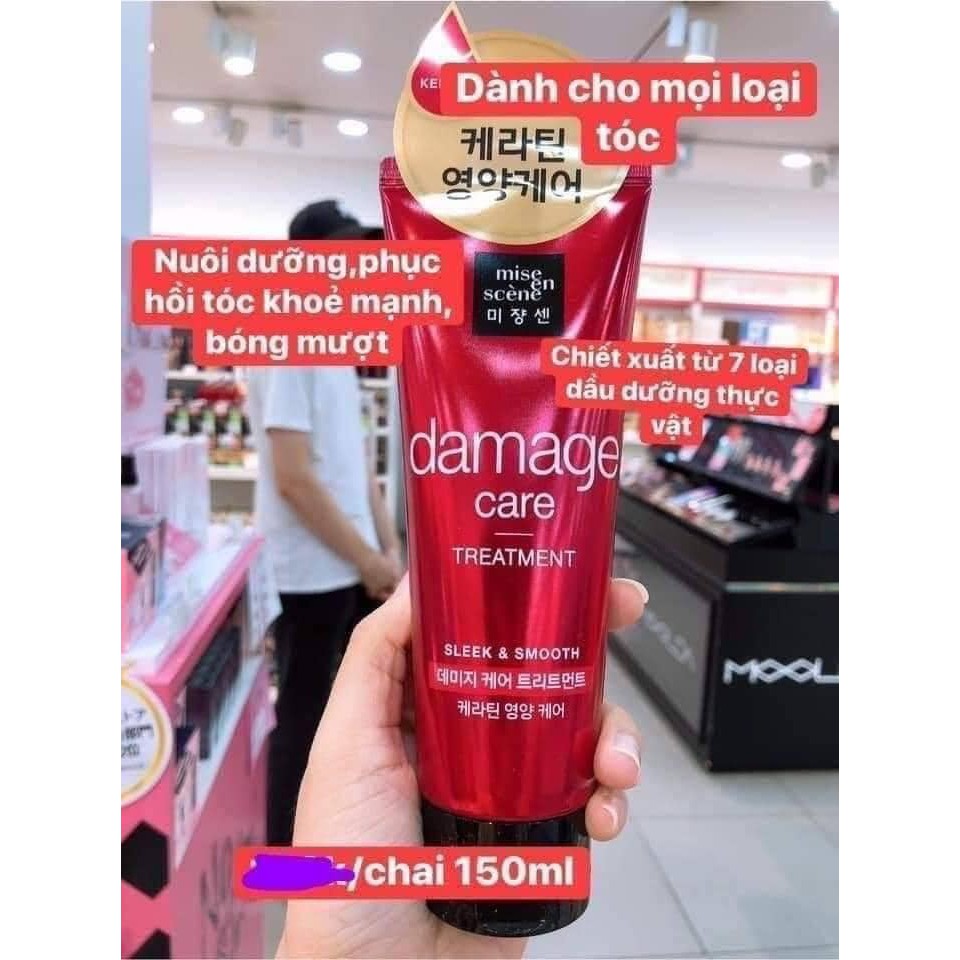 Dành cho mọi loại
tóc
케라틴
영양케어
Nuôi dưỡng,phục
hồi tóc khoẻ mạnh,
bóng mượt
mise
en
scène
미쟝센
Chiết xuất từ 7 loại
dầu dưỡng thực
vật
damage
care
TREATMENT
SLEEK & SMOOTH
데미지 케어 트리트먼트
케라틴 영양 케어
/chai 150ml